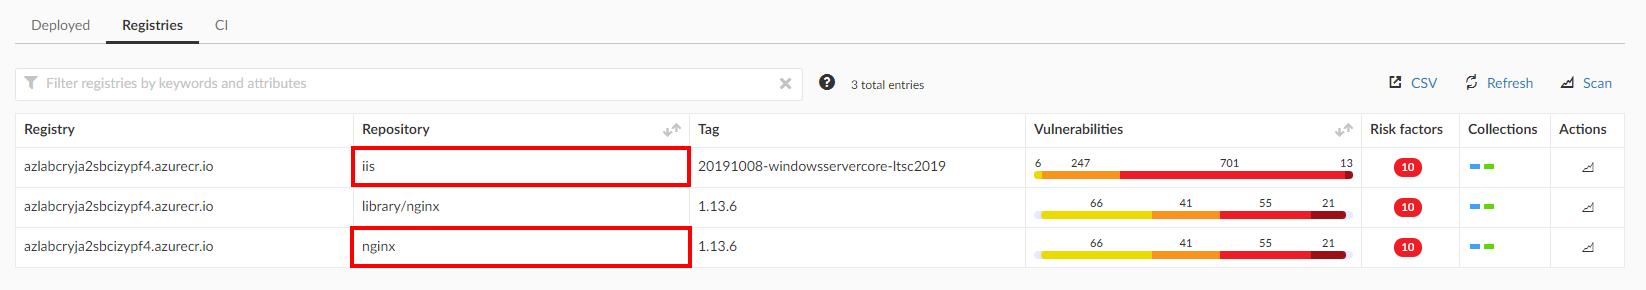 Deployed Registries CI
Filter registries by keywords and attributes 3 total entries CSV Refresh Scan
Registry Repository Tag Vulnerabilities Risk factors Collections Actions
azlabcryja2sbcizypf4.azurecr.io iis 20191008-windowsservercore-ltsc2019 6 247 701 13 10
azlabcryja2sbcizypf4.azurecr.io library/nginx 1.13.6 66 41 55 21 10
azlabcryja2sbcizypf4.azurecr.io nginx 1.13.6 66 41 55 21 10